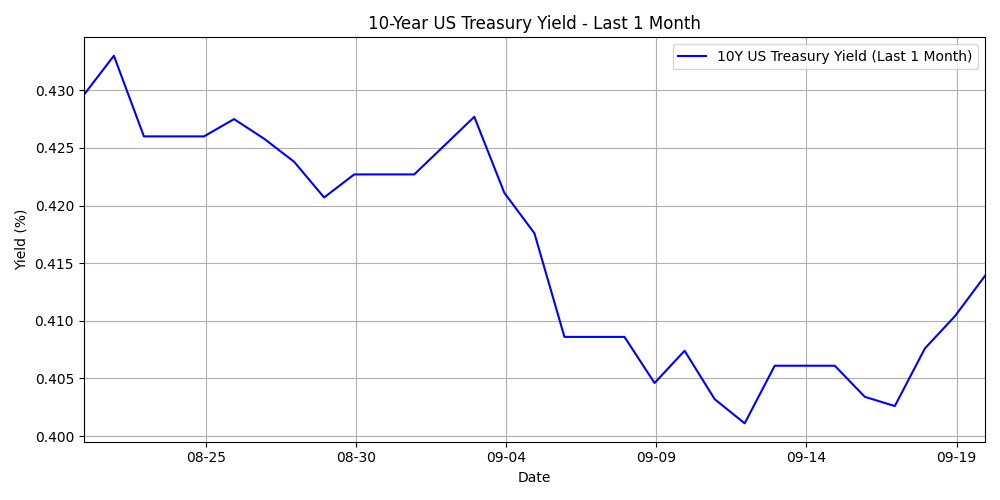 10-Year US Treasury Yield - Last 1 Month
10Y US Treasury Yield (Last 1 Month)
Yield (%)
0.430
0.425
0.420
0.415
0.410
0.405
0.400
08-25 08-30 09-04 09-09 09-14 09-19
Date